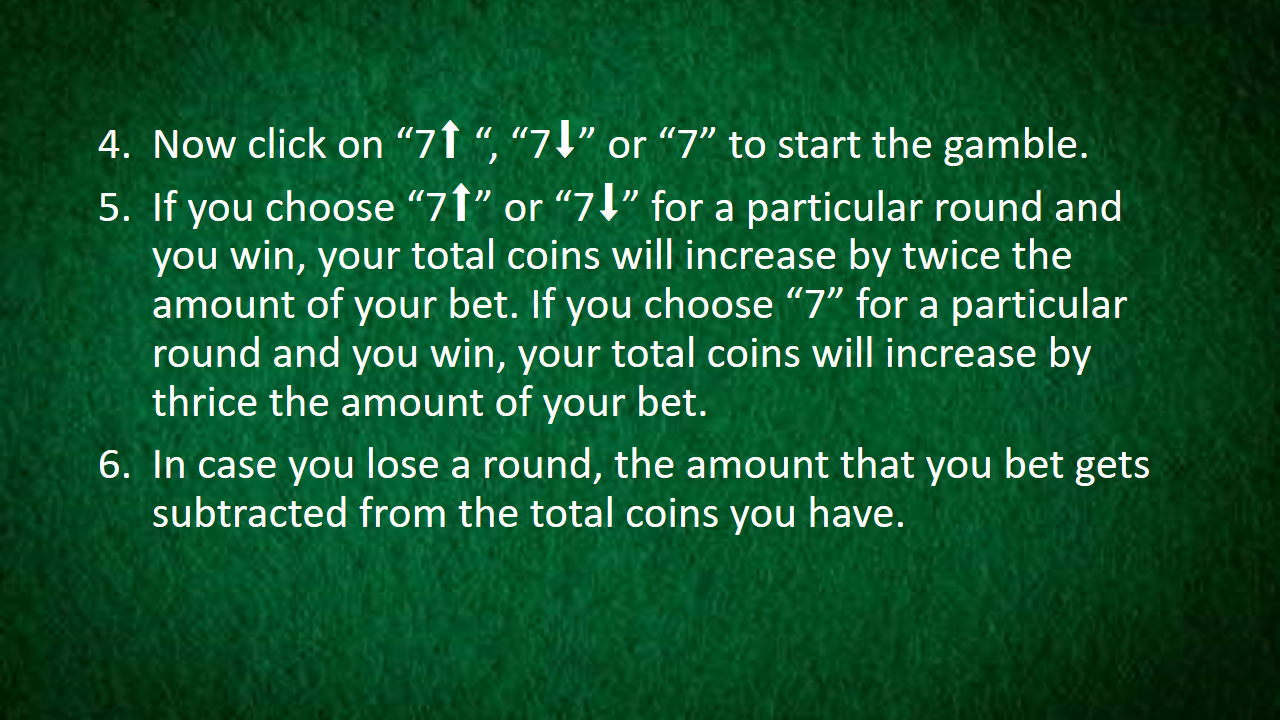 4. Now click on “7⬆ “, “7⬇” or “7” to start the gamble.
5. If you choose “7⬆” or “7⬇” for a particular round and
you win, your total coins will increase by twice the
amount of your bet. If you choose “7” for a particular
round and you win, your total coins will increase by
thrice the amount of your bet.
6. In case you lose a round, the amount that you bet gets
subtracted from the total coins you have.